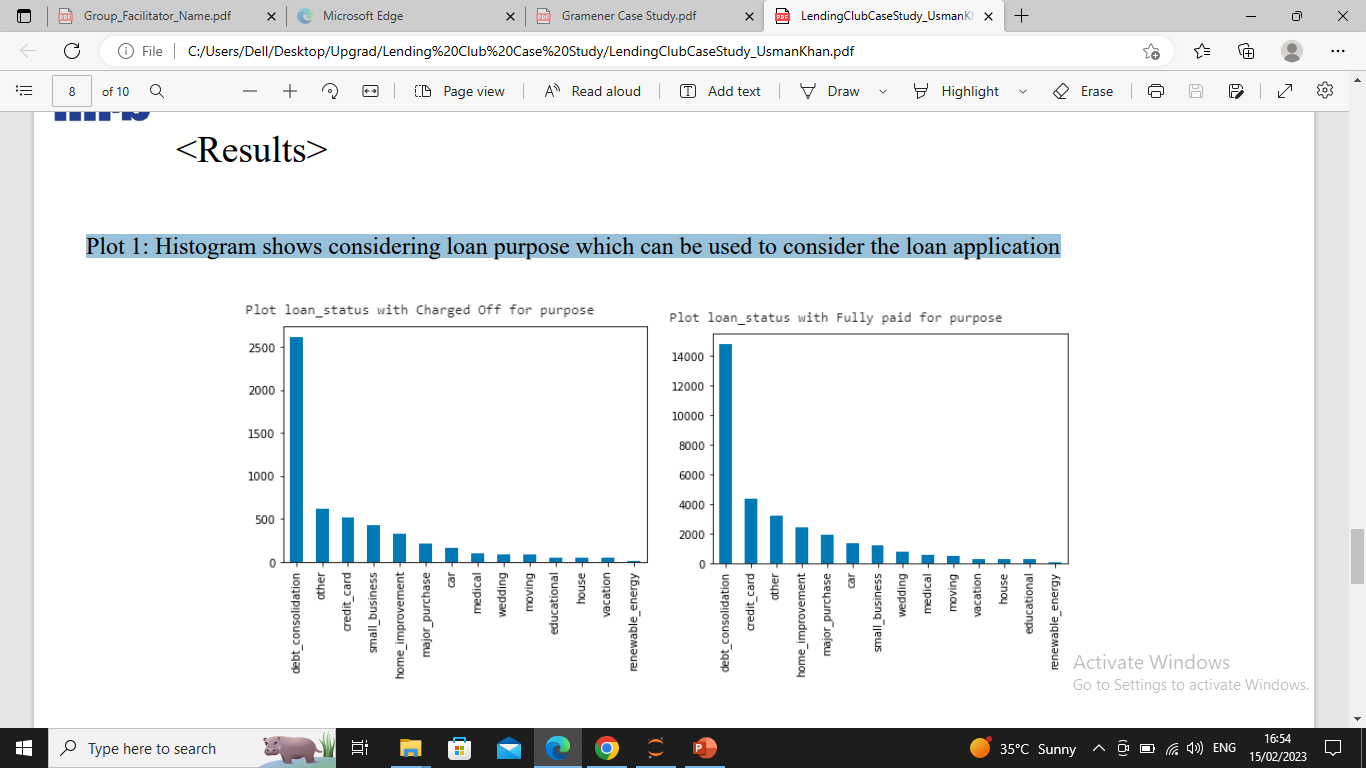 Group_Facilitator_Name.pdf
Microsoft Edge
Gramener Case Study.pdf
LendingClubCaseStudy_UsmanKh
File
C:/Users/Dell/Desktop/Upgrad/Lending%20Club%20Case%20Study/LendingClubCaseStudy_UsmanKhan.pdf
8 of 10
Page view
Read aloud
Add text
Draw
Highlight
Erase
<Results>
Plot 1: Histogram shows considering loan purpose which can be used to consider the loan application
Plot loan_status with Charged Off for purpose
2500
2000
1500
1000
500
0
debt_consolidation
other
credit_card
small_business
home_improvement
major_purchase
car
medical
wedding
moving
educational
house
vacation
renewable_energy
Plot loan_status with Fully paid for purpose
14000
12000
10000
8000
6000
4000
2000
0
debt_consolidation
credit_card
other
home_improvement
major_purchase
car
small_business
wedding
medical
moving
vacation
house
educational
renewable_energy
Activate Windows
Go to Settings to activate Windows.
Type here to search
35°C Sunny
ENG
16:54
15/02/2023